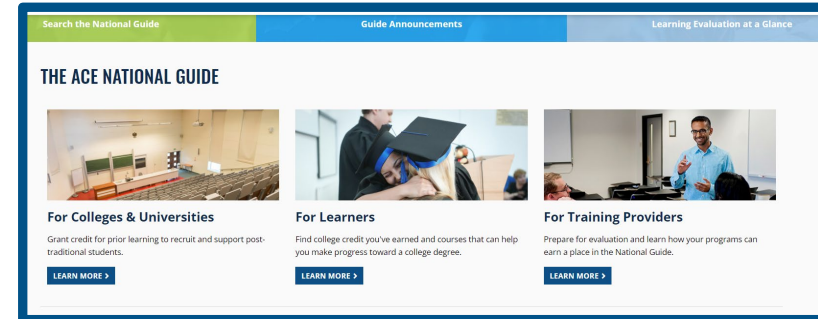 Search the National Guide
Guide Announcements
Learning Evaluation at a Glance
THE ACE NATIONAL GUIDE
For Colleges & Universities
Grant credit for prior learning to recruit and support post-
traditional students.
LEARN MORE >
For Learners
Find college credit you've earned and courses that can help
you make progress toward a college degree.
LEARN MORE >
For Training Providers
Prepare for evaluation and learn how your programs can
earn a place in the National Guide.
LEARN MORE >